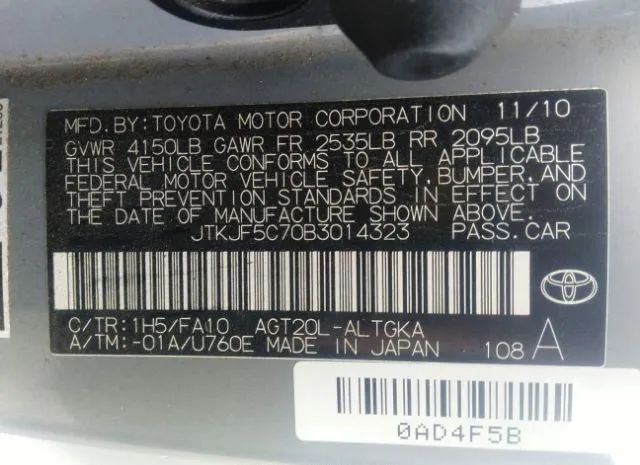 MFD.BY:TOYOTA MOTOR CORPORATION 11/10
GVWR 4150LB GAWR FR 2535LB RR 2095LB
THIS VEHICLE CONFORMS TO ALL APPLICABLE
FEDERAL MOTOR VEHICLE SAFETY,BUMPER,AND
THEFT PREVENTION STANDARDS IN EFFECT ON
THE DATE OF MANUFACTURE SHOWN ABOVE.
JTKJF5C70B3014323 PASS.CAR
C/TR:1H5/FA10 AGT20L-ALTGKA
A/TM:-01A/U760E MADE IN JAPAN 108 A
0AD4F5B